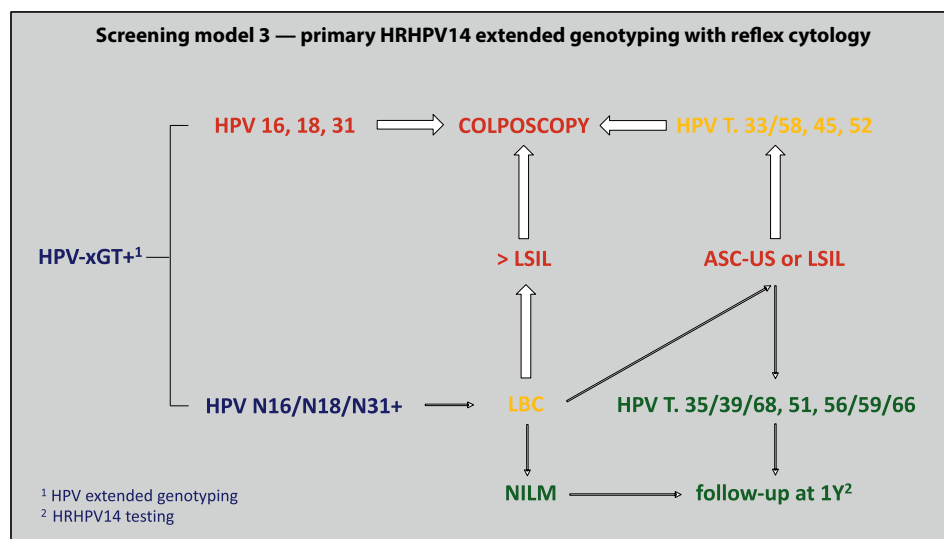 Screening model 3 — primary HRHPV14 extended genotyping with reflex cytology
HPV 16, 18, 31
COLPOSCOPY
HPV T. 33/58, 45, 52
HPV-xGT+¹
> LSIL
ASC-US or LSIL
HPV N16/N18/N31+
LBC
HPV T. 35/39/68, 51, 56/59/66
NILM
follow-up at 1Y²
¹ HPV extended genotyping
² HRHPV14 testing